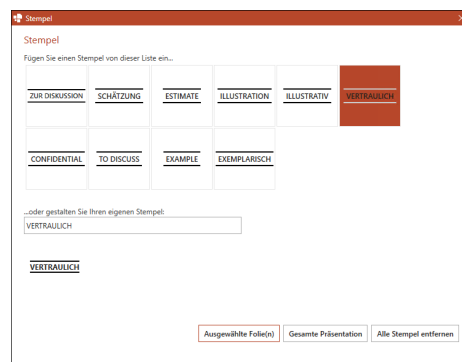 Stempel
Stempel
Fügen Sie einen Stempel von dieser Liste ein...
ZUR DISKUSSION SCHÄTZUNG ESTIMATE ILLUSTRATION ILLUSTRATIV VERTRAULICH
CONFIDENTIAL TO DISCUSS EXAMPLE EXEMPLARISCH
...oder gestalten Sie Ihren eigenen Stempel:
VERTRAULICH
VERTRAULICH
Ausgewählte Folie(n) Gesamte Präsentation Alle Stempel entfernen